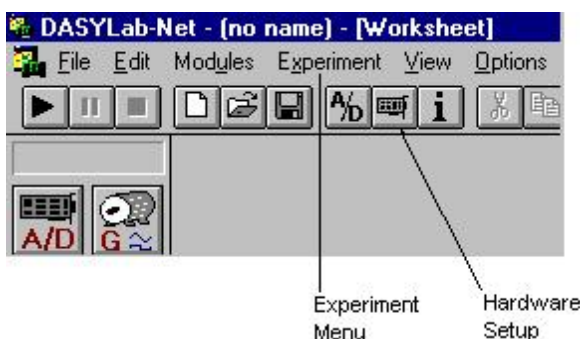 DASYLab-Net - (no name) - [Worksheet]
File Edit Modules Experiment View Options
A/D i
A/D G
Experiment Menu
Hardware Setup